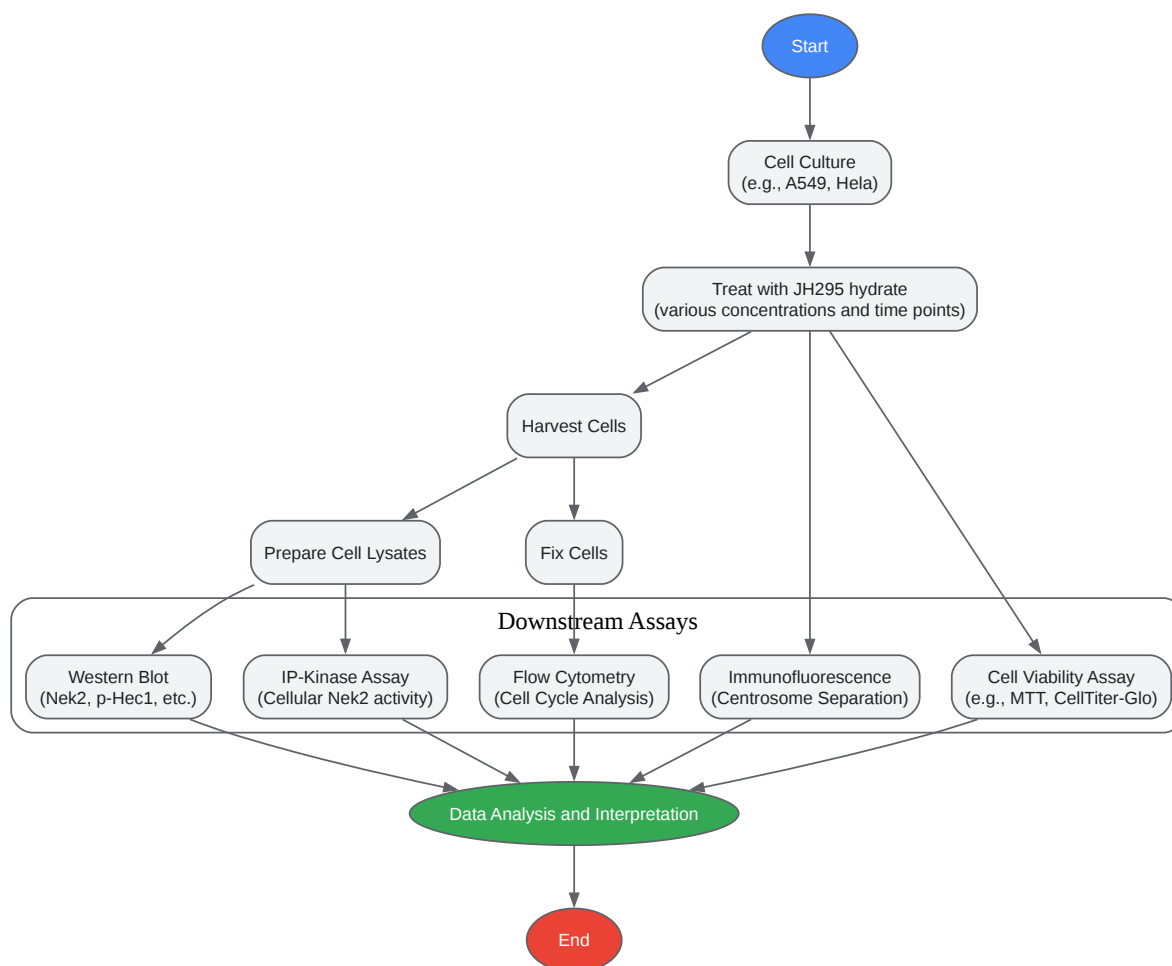 Start
Cell Culture
(e.g., A549, Hela)
Treat with JH295 hydrate
(various concentrations and time points)
Harvest Cells
Prepare Cell Lysates
Fix Cells
Downstream Assays
Western Blot
(Nek2, p-Hec1, etc.)
IP-Kinase Assay
(Cellular Nek2 activity)
Flow Cytometry
(Cell Cycle Analysis)
Immunofluorescence
(Centrosome Separation)
Cell Viability Assay
(e.g., MTT, CellTiter-Glo)
Data Analysis and Interpretation
End